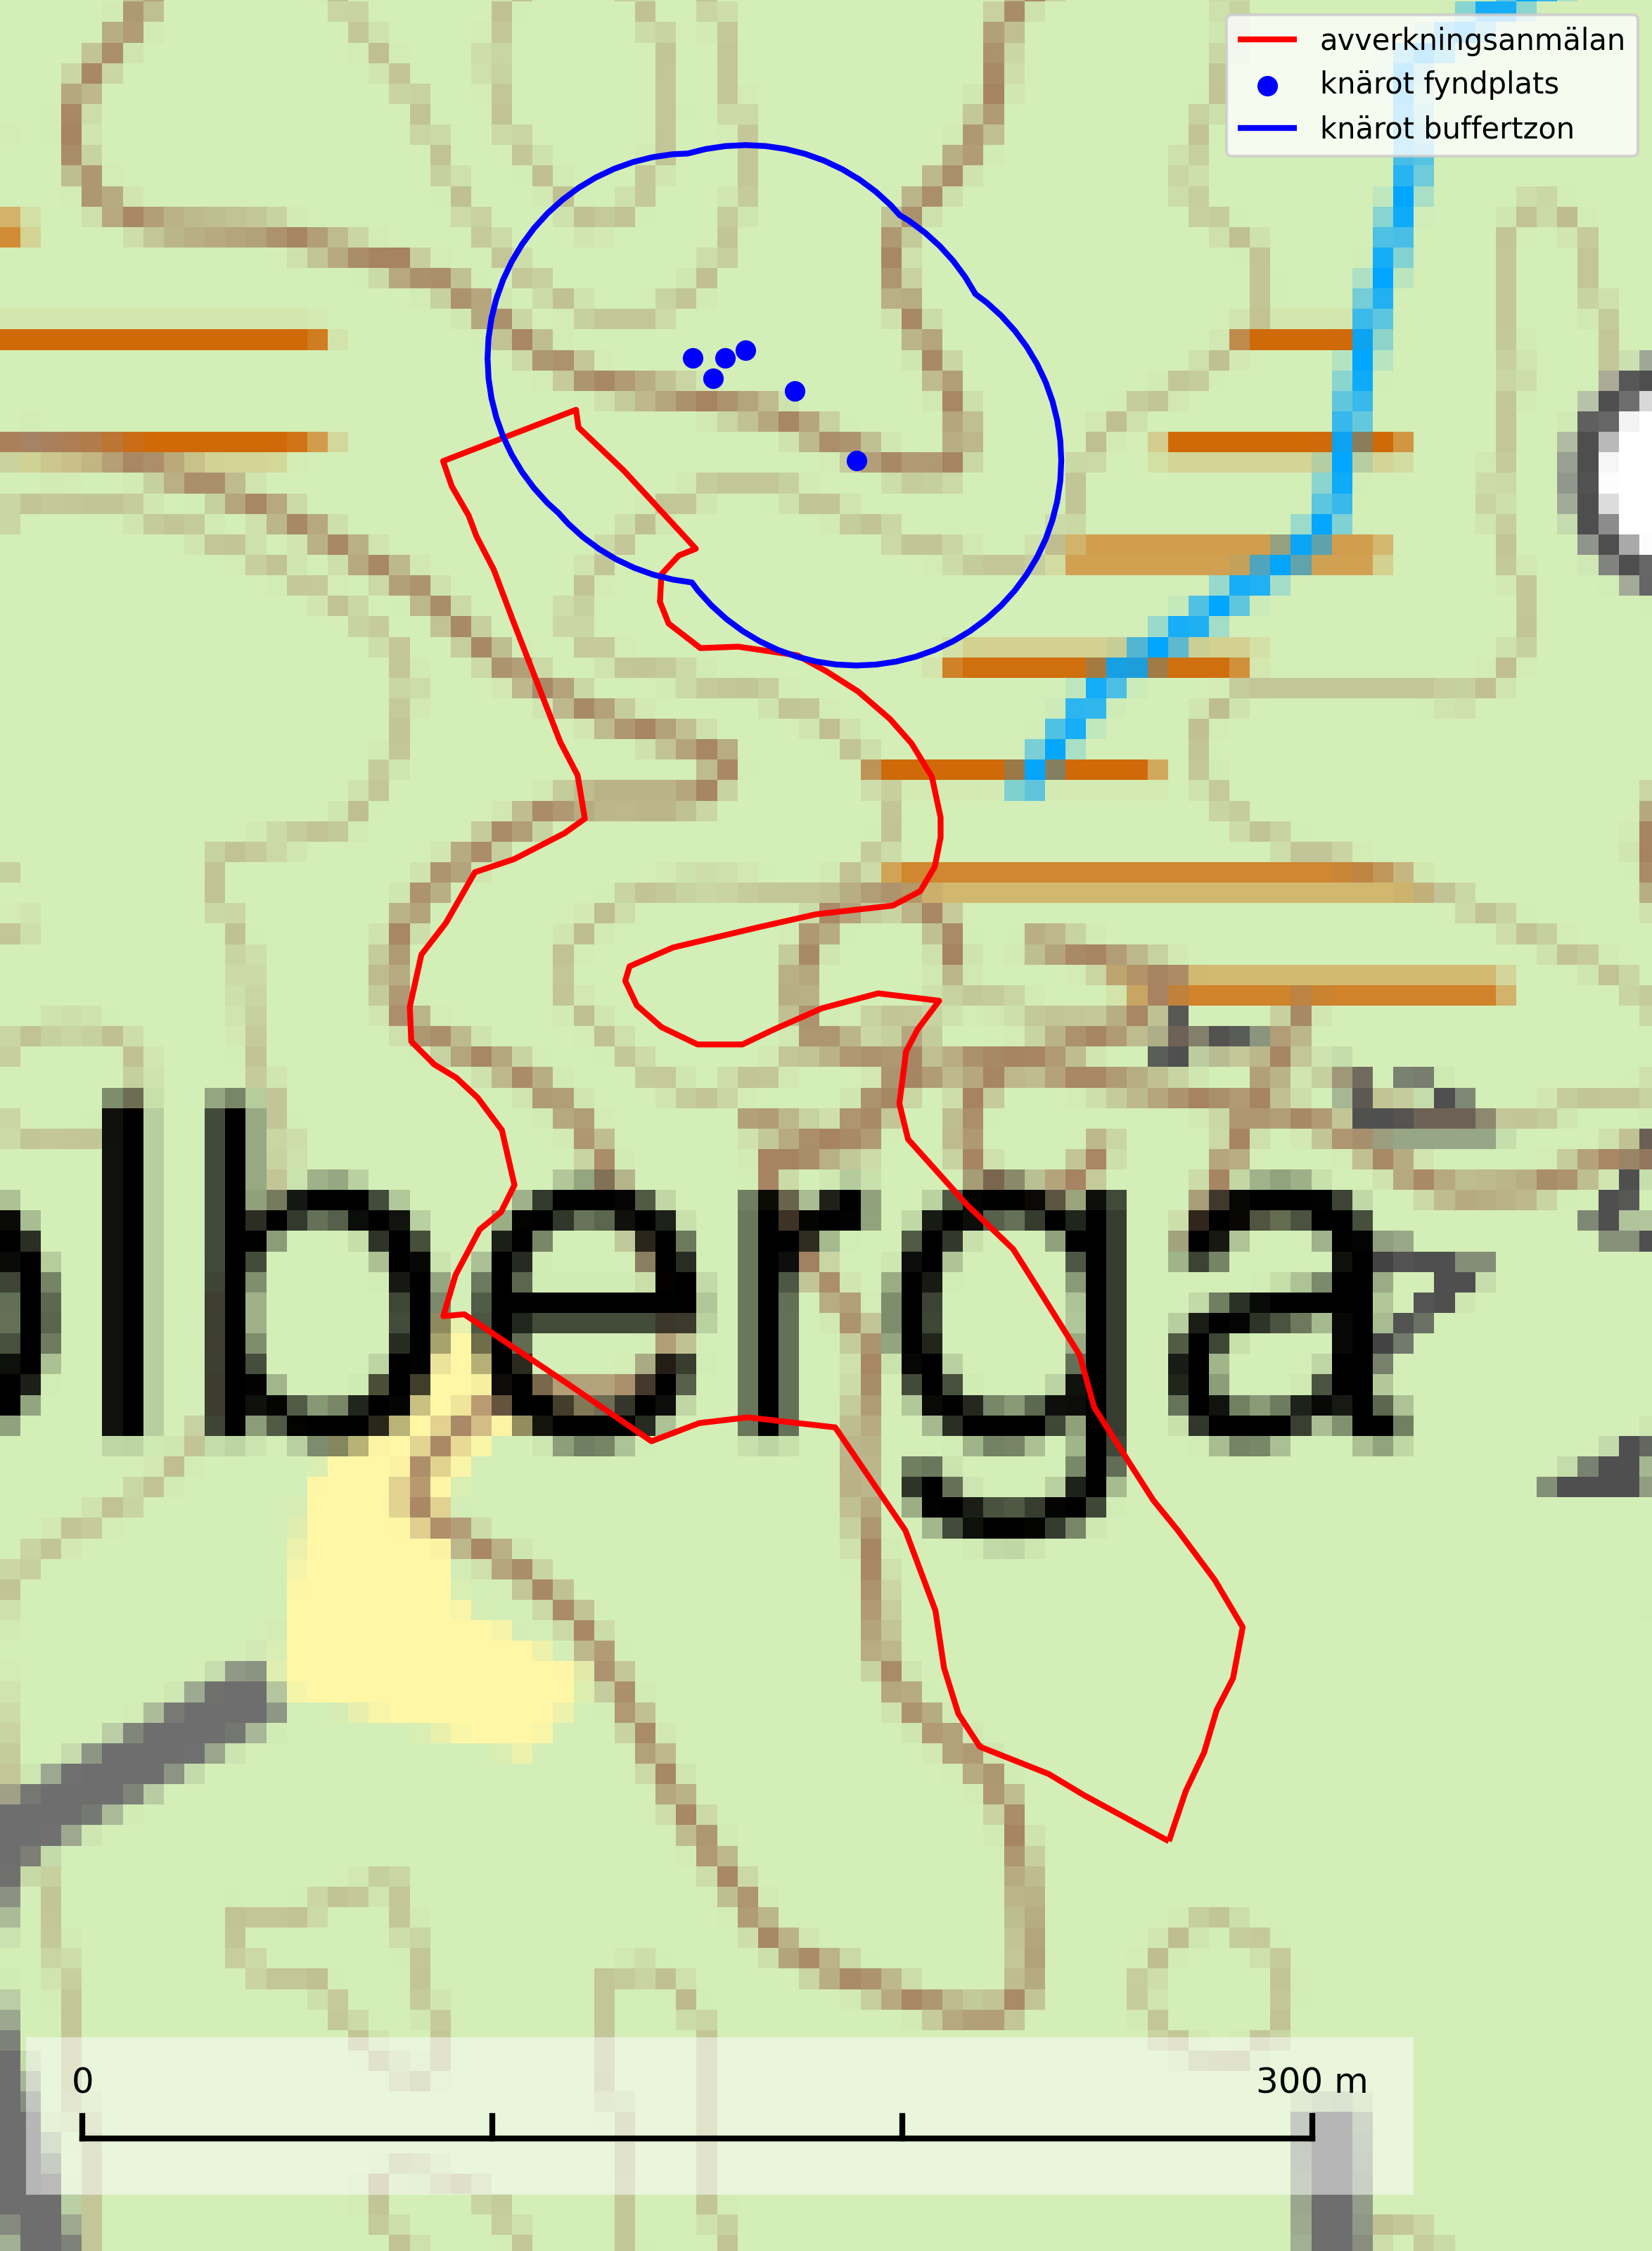 avverkningsanmälan
knärot fyndplats
knärot buffertzon
lberga
0 300 m